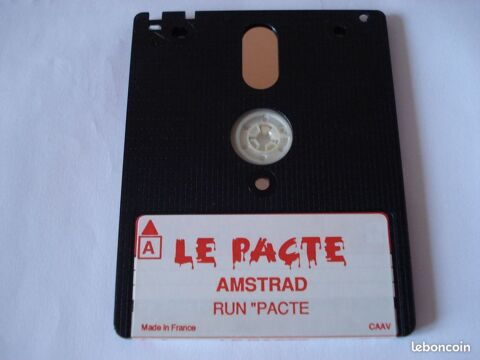 A
LE PACTE
AMSTRAD
RUN "PACTE
Made in France CAAV
leboncoin